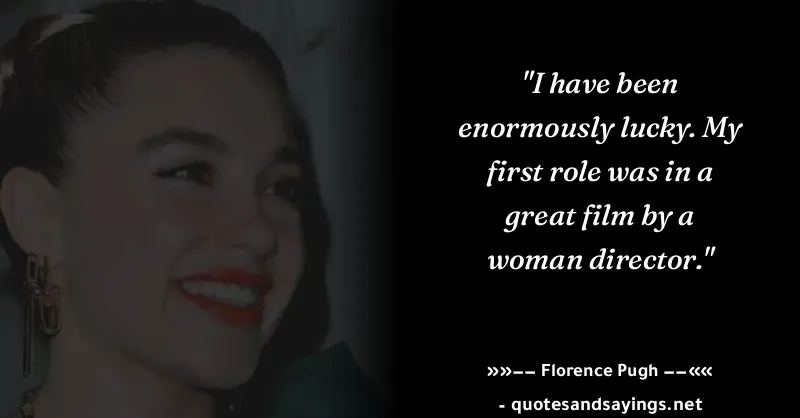 "I have been
enormously lucky. My
first role was in a
great film by a
woman director."
»»−− Florence Pugh −−««
- quotesandsayings.net